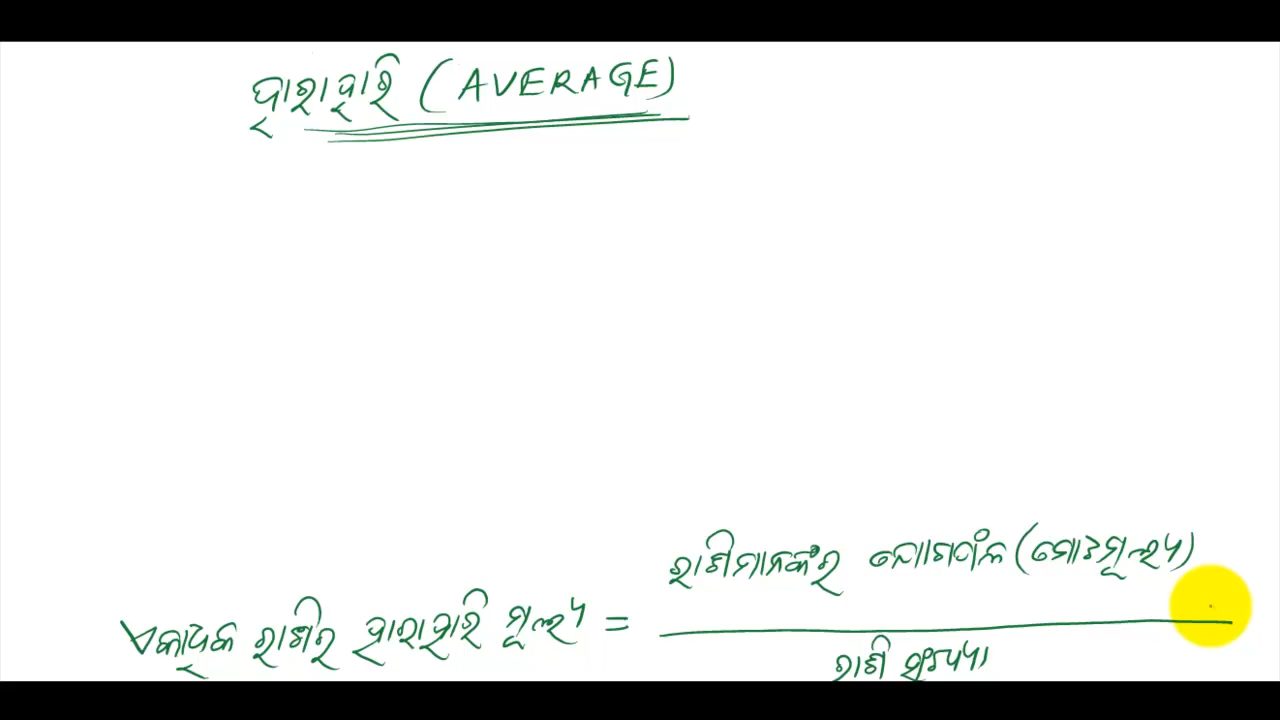 ହାରାହାରି (AVERAGE)
ରାଶିମାନଙ୍କର ଯୋଗଫଳ (ମୋଟମୂଲ୍ୟ)
ଏକାଧିକ ରାଶିର ହାରାହାରି ମୂଲ୍ୟ =
ରାଶି ସଂଖ୍ୟା